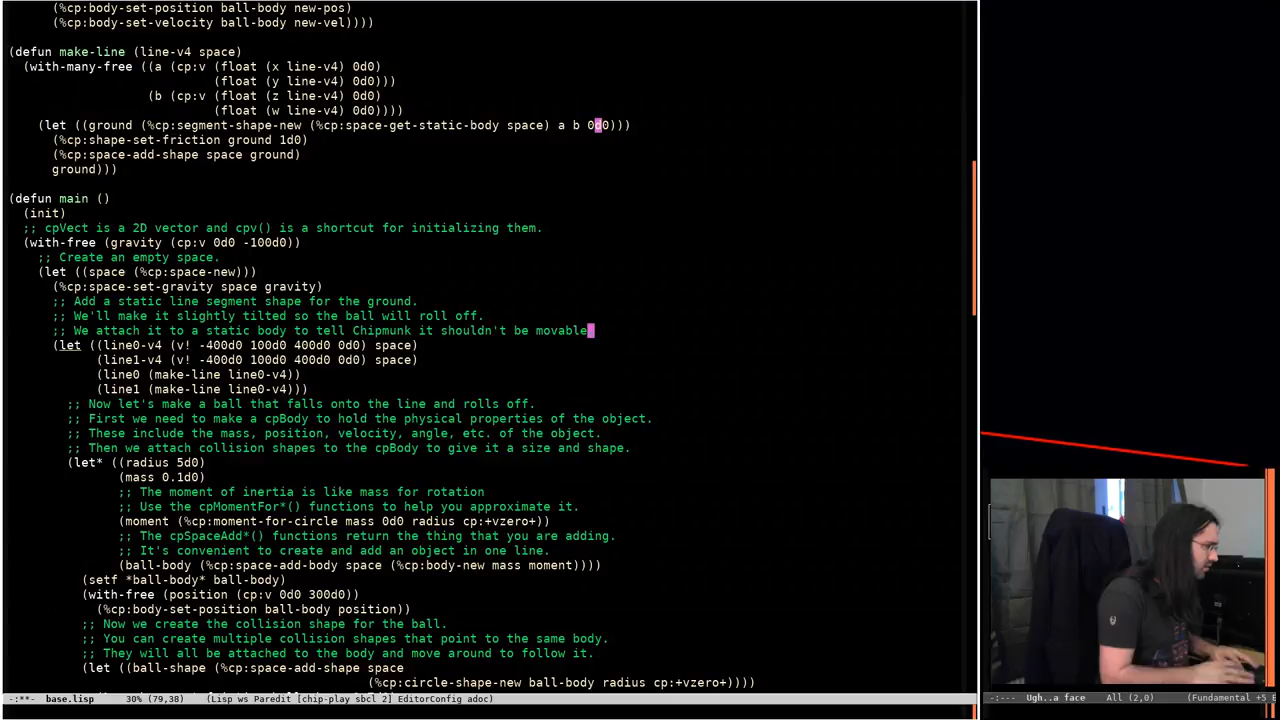 (%cp:body-set-position ball-body new-pos)
(%cp:body-set-velocity ball-body new-vel))))
(defun make-line (line-v4 space)
(with-many-free ((a (cp:v (float (x line-v4) 0d0)
(float (y line-v4) 0d0)))
(b (cp:v (float (z line-v4) 0d0)
(float (w line-v4) 0d0))))
(let ((ground (%cp:segment-shape-new (%cp:space-get-static-body space) a b 0d0)))
(%cp:shape-set-friction ground 1d0)
(%cp:space-add-shape space ground)
ground)))
(defun main ()
(init)
;; cpVect is a 2D vector and cpv() is a shortcut for initializing them.
(with-free (gravity (cp:v 0d0 -100d0))
;; Create an empty space.
(let ((space (%cp:space-new)))
(%cp:space-set-gravity space gravity)
;; Add a static line segment shape for the ground.
;; We'll make it slightly tilted so the ball will roll off.
;; We attach it to a static body to tell Chipmunk it shouldn't be movable.
(let ((line0-v4 (v! -400d0 100d0 400d0 0d0) space)
(line1-v4 (v! -400d0 100d0 400d0 0d0) space)
(line0 (make-line line0-v4))
(line1 (make-line line0-v4)))
;; Now let's make a ball that falls onto the line and rolls off.
;; First we need to make a cpBody to hold the physical properties of the object.
;; These include the mass, position, velocity, angle, etc. of the object.
;; Then we attach collision shapes to the cpBody to give it a size and shape.
(let* ((radius 5d0)
(mass 0.1d0)
;; The moment of inertia is like mass for rotation
;; Use the cpMomentFor*() functions to help you approximate it.
(moment (%cp:moment-for-circle mass 0d0 radius cp:+vzero+))
;; The cpSpaceAdd*() functions return the thing that you are adding.
;; It's convenient to create and add an object in one line.
(ball-body (%cp:space-add-body space (%cp:body-new mass moment))))
(setf *ball-body* ball-body)
(with-free (position (cp:v 0d0 300d0))
(%cp:body-set-position ball-body position))
;; Now we create the collision shape for the ball.
;; You can create multiple collision shapes that point to the same body.
;; They will all be attached to the body and move around to follow it.
(let ((ball-shape (%cp:space-add-shape space
(%cp:circle-shape-new ball-body radius cp:+vzero+))))
-:**- base.lisp 30% (79,38) (Lisp ws Paredit [chip-play sbcl 2] EditorConfig adoc)
-:--- Ugh..a face All (2,0) (Fundamental +5 E